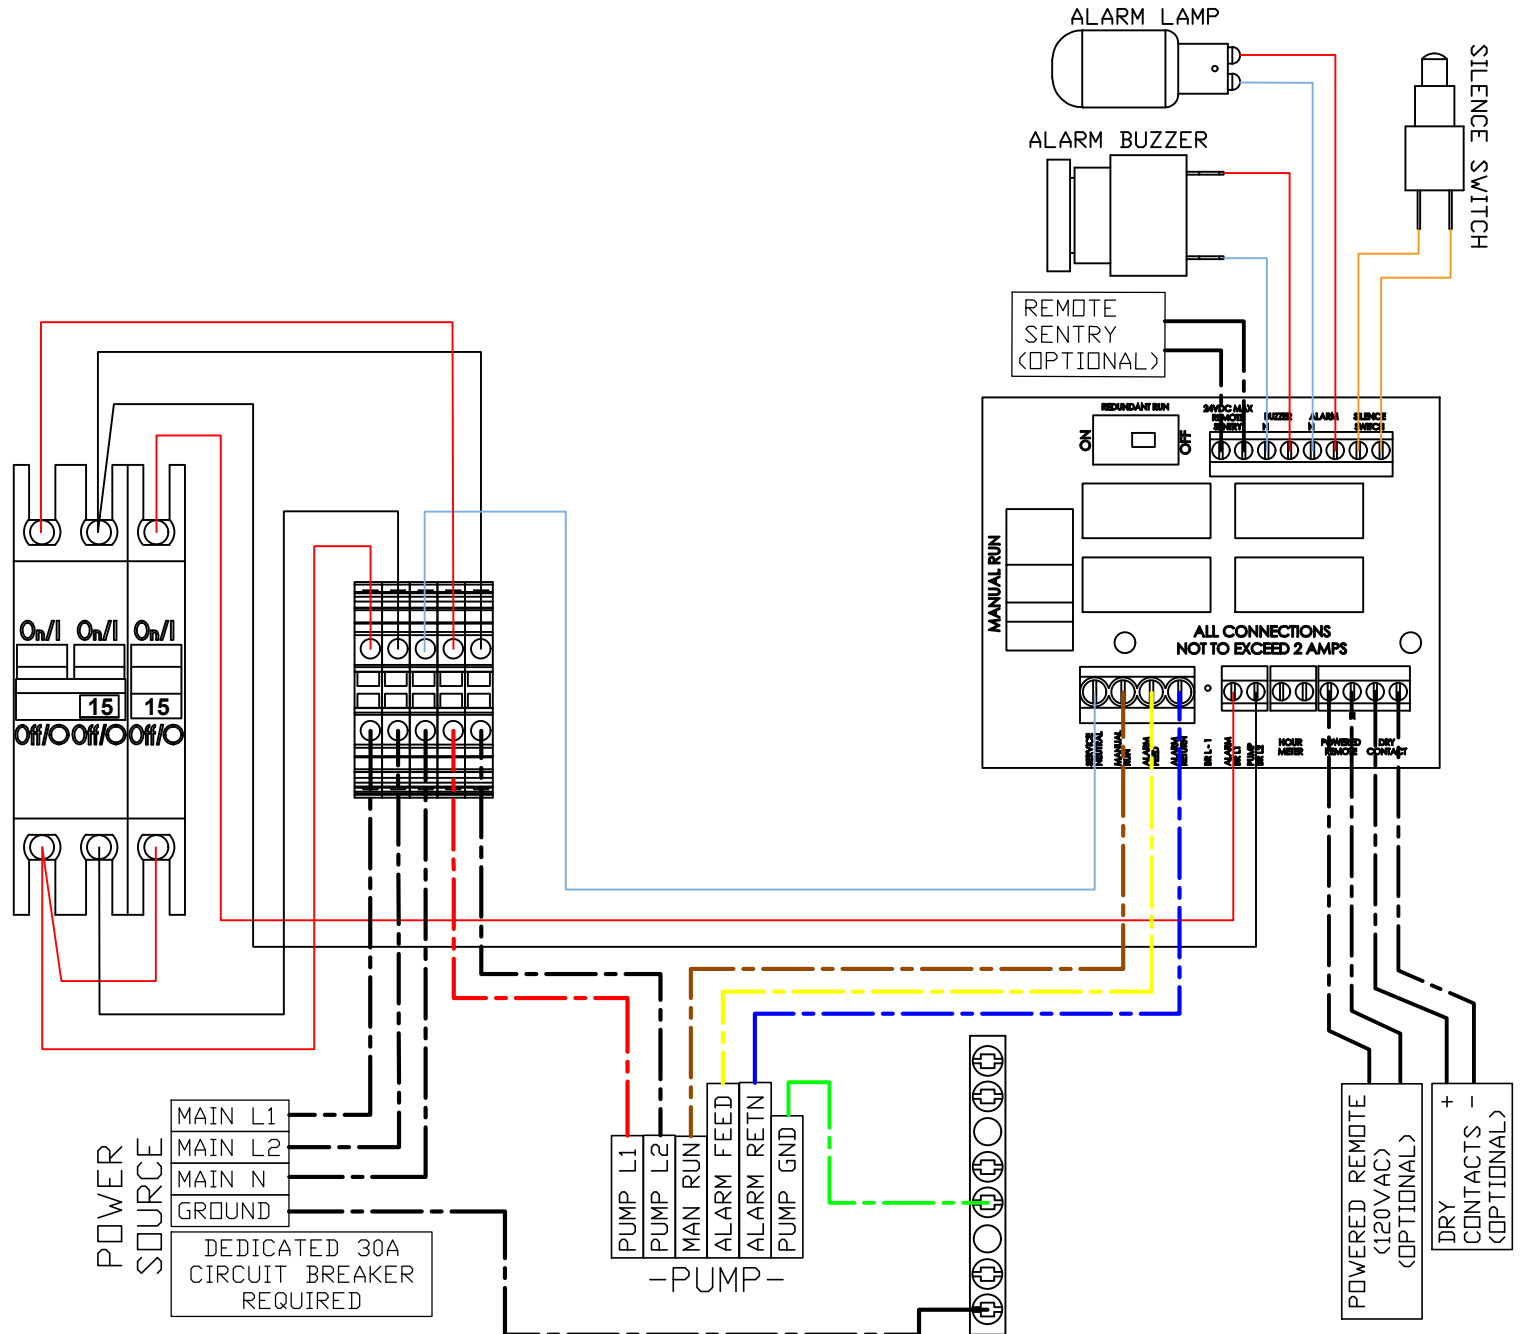 ALARM LAMP
SILENCE SWITCH
ALARM BUZZER
REMOTE
SENTRY
(OPTIONAL)
REDUNDANT RUN
ON
OFF
24VDC MAX
REMOTE
SENTRY
BUZZER
N
ALARM
N
SILENCE
SWITCH
MANUAL RUN
ALL CONNECTIONS
NOT TO EXCEED 2 AMPS
On/I On/I On/I
15 15
Off/O Off/O Off/O
SERVICE
NEUTRAL
MANUAL
RUN
ALARM
FEED
ALARM
RETURN
BR L-1
ALARM
BR L1
PUMP
BR L2
HOUR
METER
POWERED
REMOTE
N
DRY
CONTACT
POWER
SOURCE
MAIN L1
MAIN L2
MAIN N
GROUND
DEDICATED 30A
CIRCUIT BREAKER
REQUIRED
PUMP L1
PUMP L2
MAN RUN
ALARM FEED
ALARM RETN
PUMP GND
-PUMP-
POWERED REMOTE
(120VAC)
(OPTIONAL)
DRY +
CONTACTS -
(OPTIONAL)